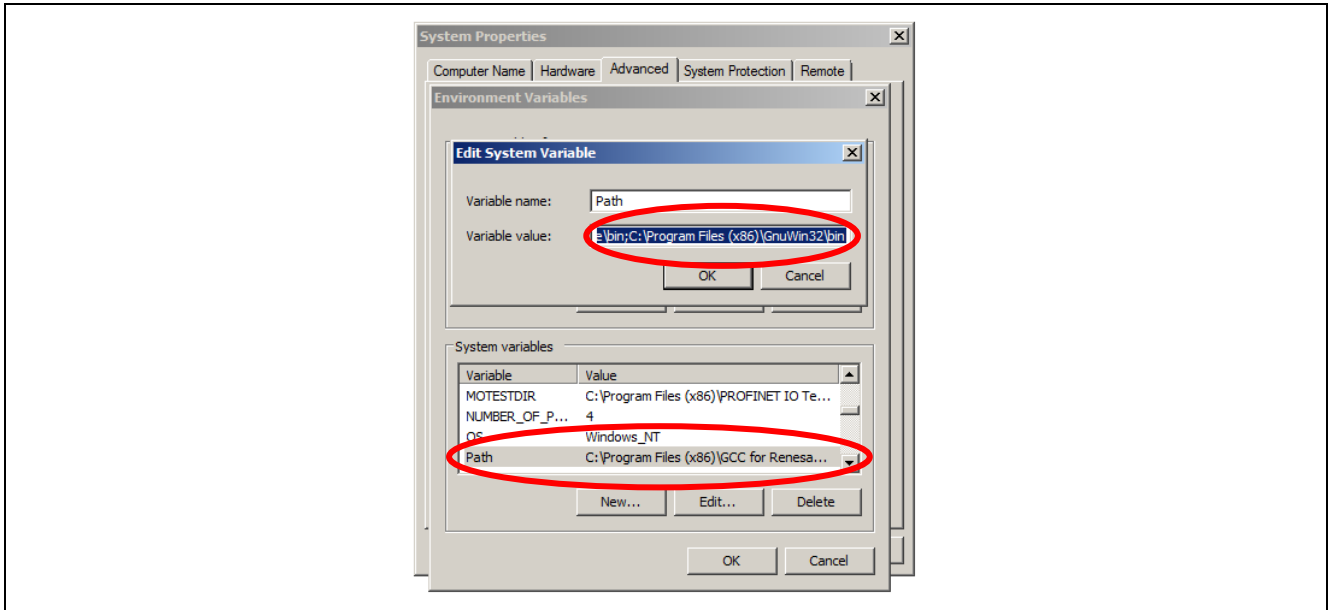 System Properties
Computer Name Hardware Advanced System Protection Remote
Environment Variables
Edit System Variable
Variable name: Path
Variable value: e\bin;C:\Program Files (x86)\GnuWin32\bin
OK Cancel
System variables
Variable Value
MOTESTDIR C:\Program Files (x86)\PROFINET IO Te...
NUMBER_OF_P... 4
OS Windows_NT
Path C:\Program Files (x86)\GCC for Renesa...
New... Edit... Delete
OK Cancel